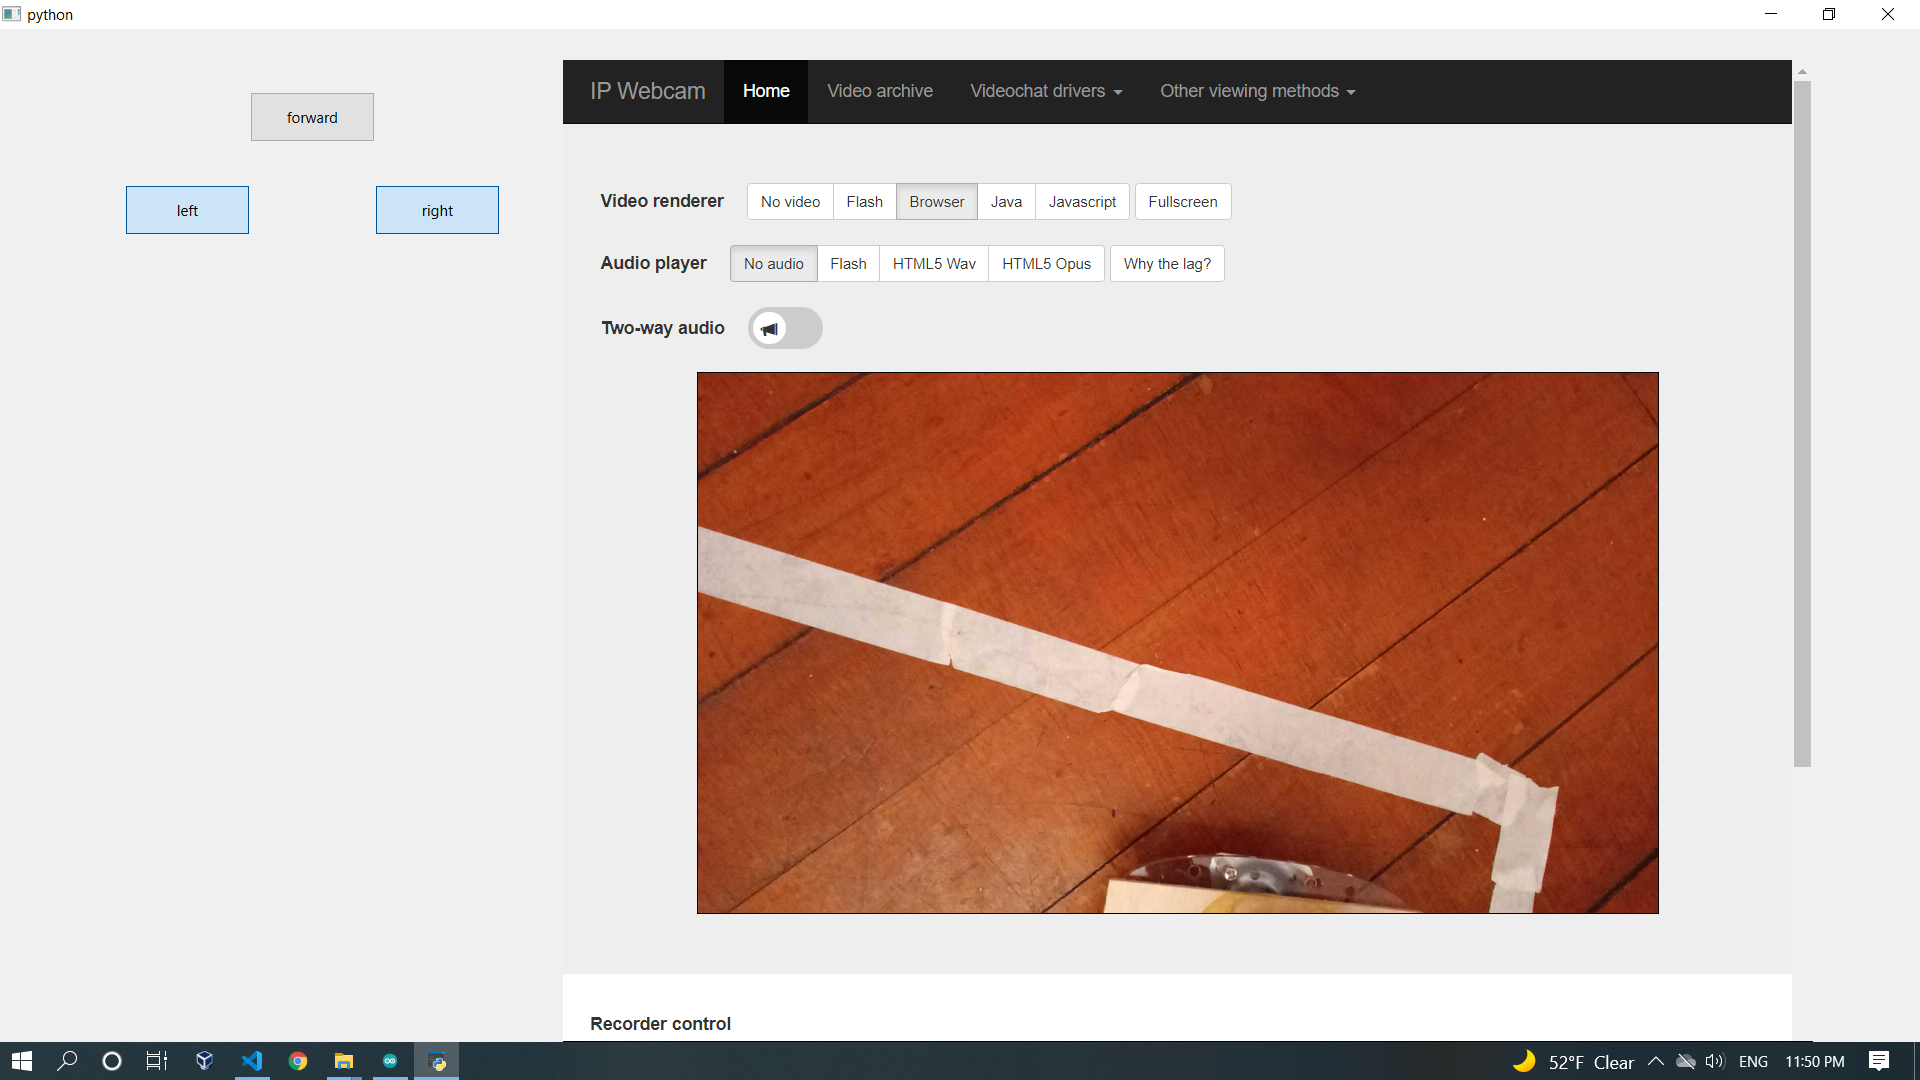 python
forward
left right
IP Webcam Home Video archive Videochat drivers Other viewing methods
Video renderer No video Flash Browser Java Javascript Fullscreen
Audio player No audio Flash HTML5 Wav HTML5 Opus Why the lag?
Two-way audio
Recorder control
52°F Clear ENG 11:50 PM